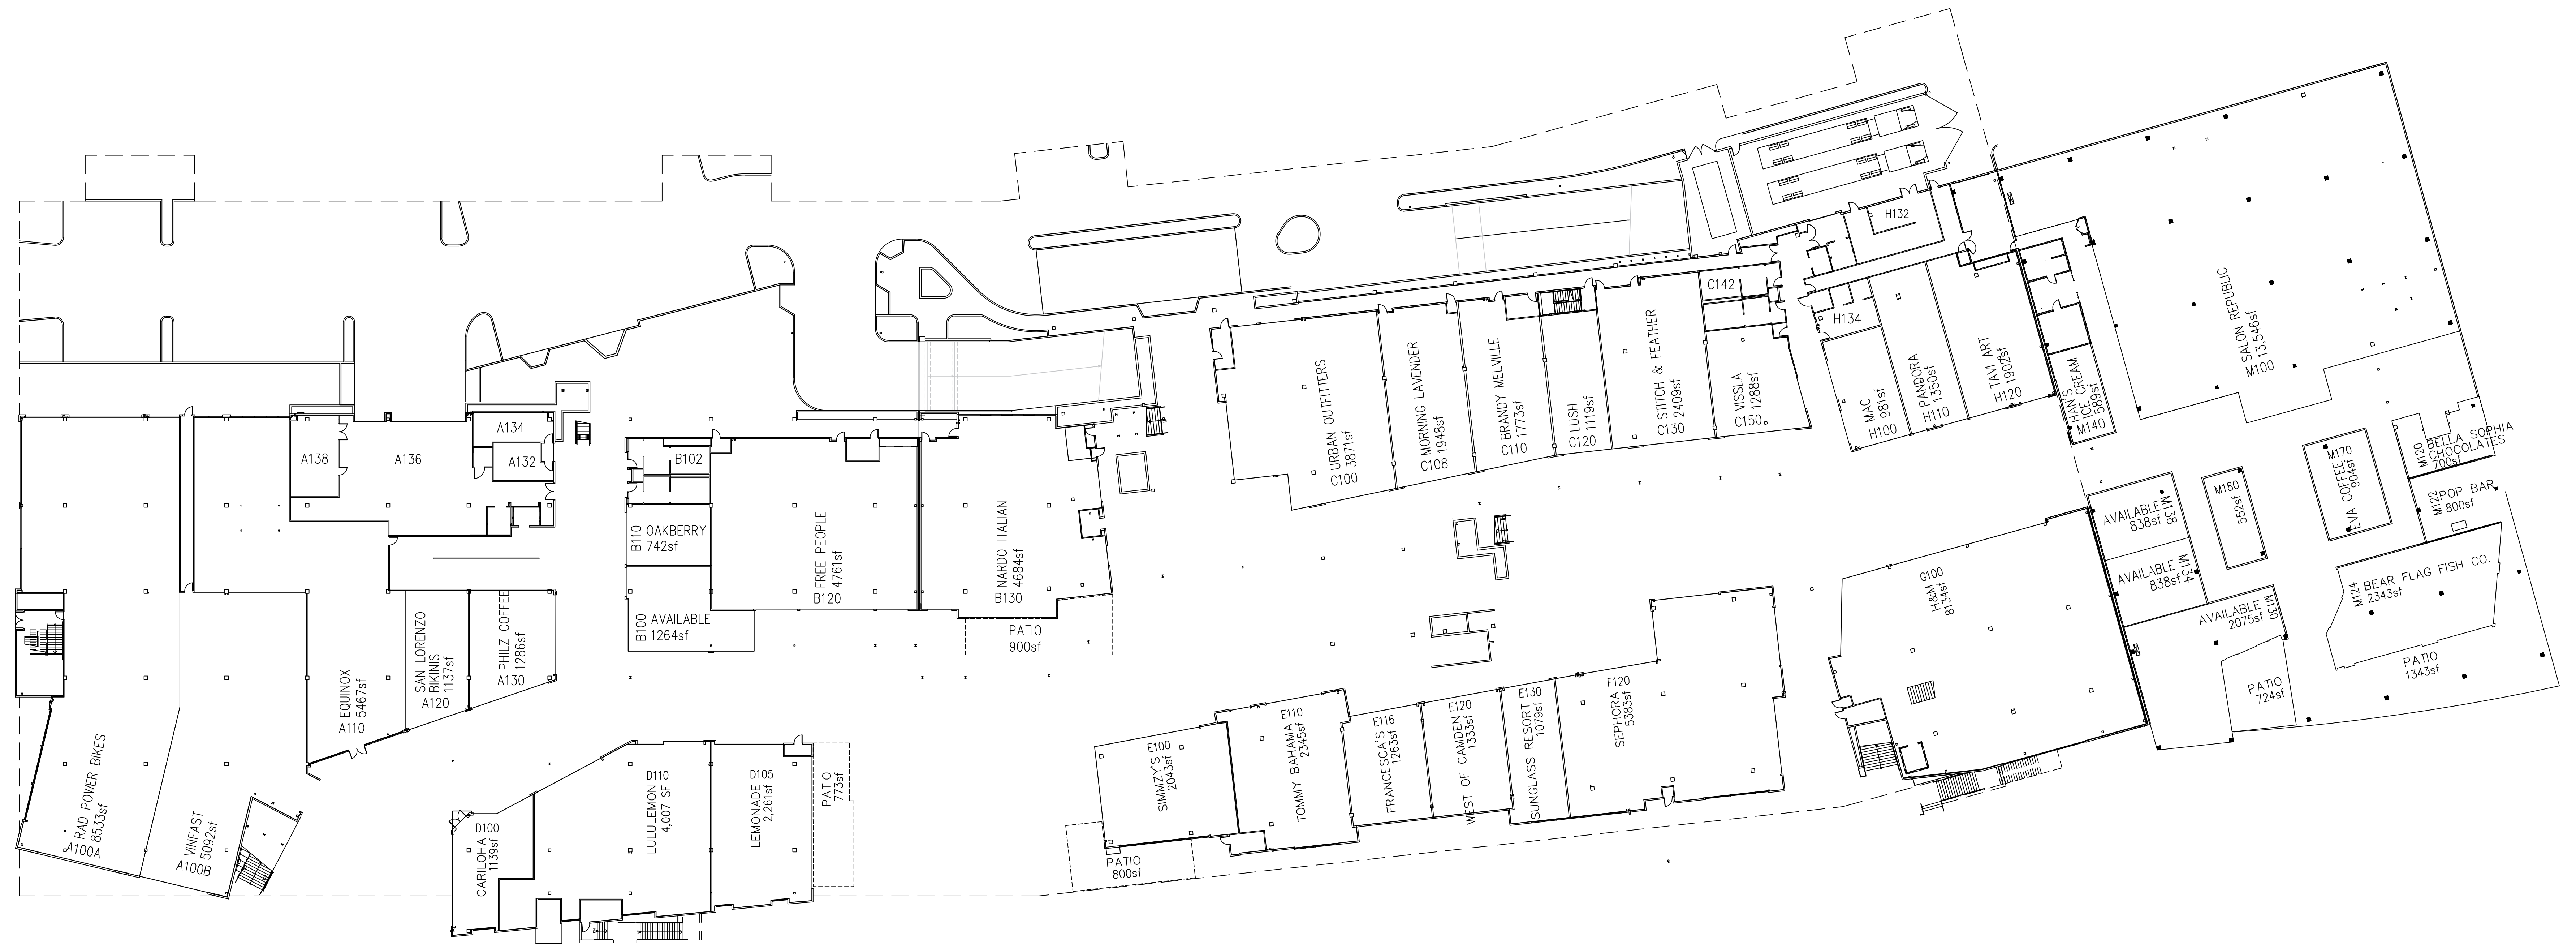 A138
A136
A134
A132
RAD POWER BIKES
8533sf
A100A
VINFAST
A100B 5092sf
EQUINOX
5467sf
A110
SAN LORENZO
BIKINIS
1137sf
A120
PHILZ COFFEE
1286sf
A130
B102
B110 OAKBERRY
742sf
B100 AVAILABLE
1264sf
FREE PEOPLE
4761sf
B120
NARDO ITALIAN
4684sf
B130
PATIO
900sf
CARILOHA D100
1139sf
D110
LULULEMON
4,007 SF
D105
LEMONADE
2,261sf
PATIO
773sf
URBAN OUTFITTERS
3871sf
C100
MORNING LAVENDER
1948sf
C108
BRANDY MELVILLE
1773sf
C110
LUSH
1119sf
C120
STITCH & FEATHER
2409sf
C130
C142
VISSLA
1288sf
C150
E100
SIMMZY'S
2043sf
PATIO
800sf
E110
TOMMY BAHAMA
2345sf
E116
FRANCESCA'S
1263sf
E120
WEST OF CAMDEN
1333sf
E130
SUNGLASS RESORT
1079sf
F120
SEPHORA
5383sf
H132
H134
MAC
981sf
H100
PANDORA
1350sf
H110
TAVI ART
1902sf
H120
G100
H&M
8134sf
HAN'S
ICE CREAM
589sf
M140
SALON REPUBLIC
13,546sf
M100
AVAILABLE
838sf
M138
AVAILABLE
838sf
M134
AVAILABLE
2075sf
M130
PATIO
724sf
M180
552sf
M170
EVA COFFEE
904sf
M120
BELLA SOPHIA
CHOCOLATES
700sf
M122
POP BAR
800sf
M124
BEAR FLAG FISH CO.
2343sf
PATIO
1343sf